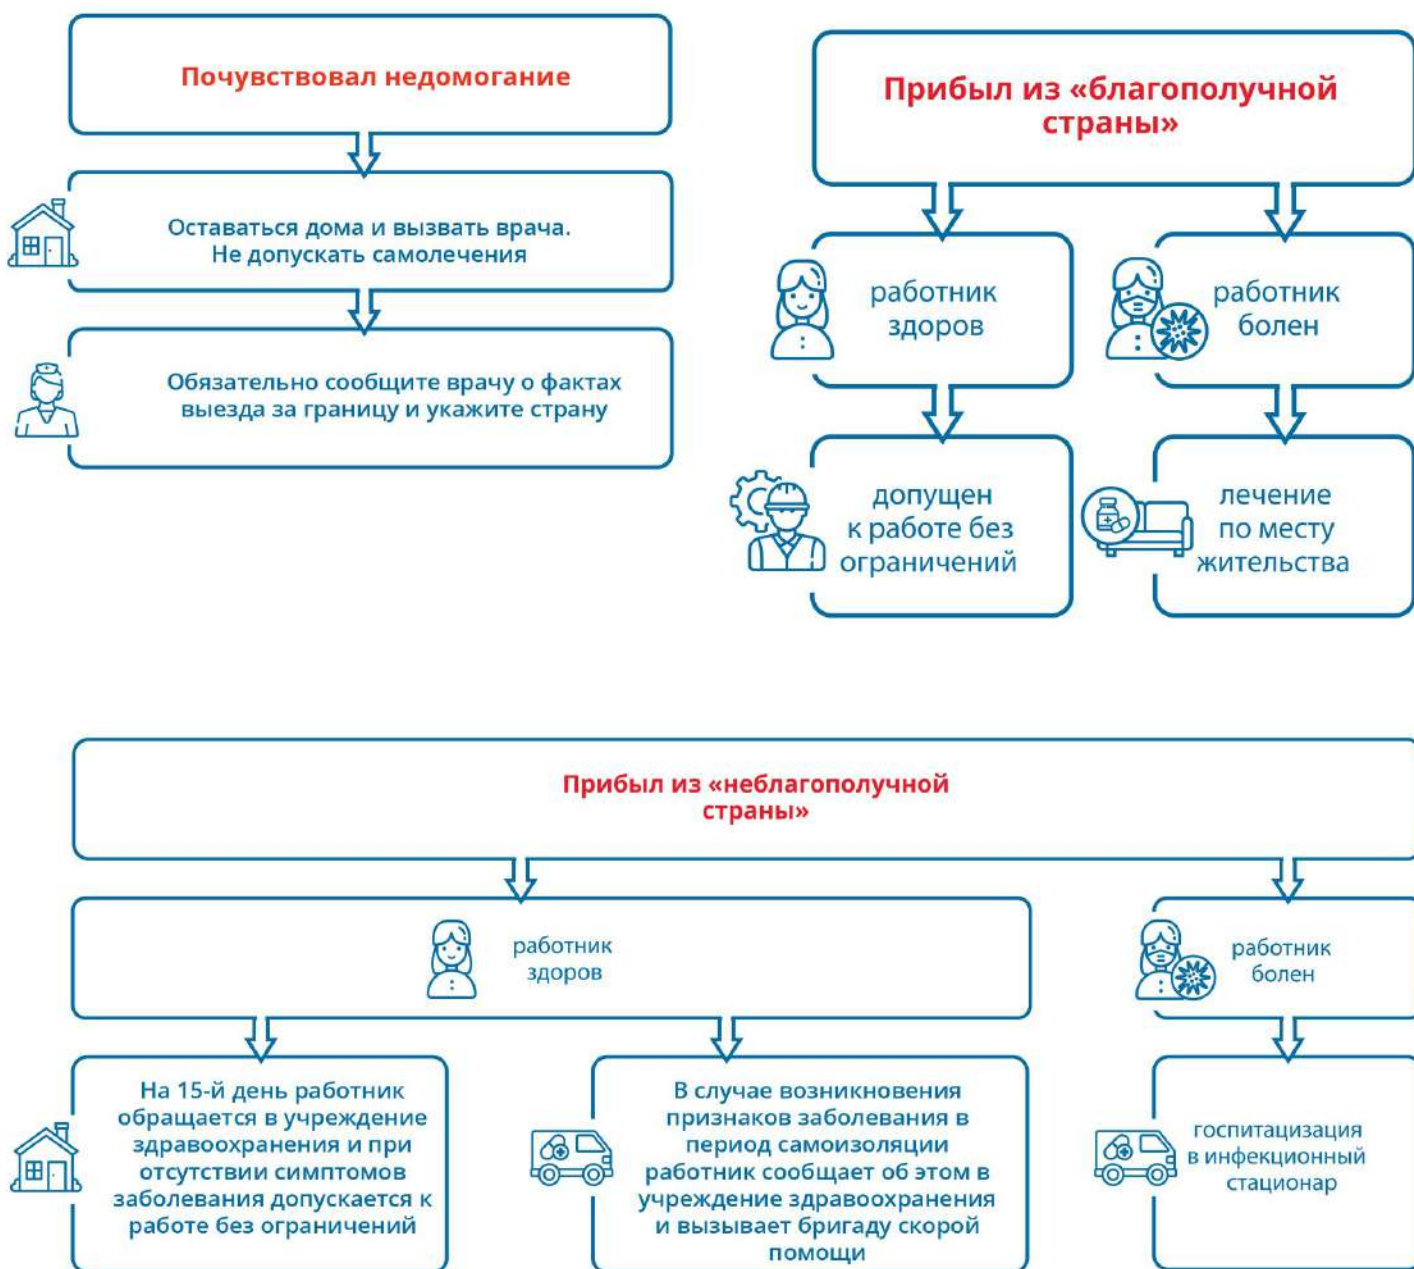 Почувствовал недомогание
Оставаться дома и вызвать врача.
Не допускать самолечения
Обязательно сообщите врачу о фактах
выезда за границу и укажите страну
Прибыл из «благополучной
страны»
работник
здоров
работник
болен
допущен
к работе без
ограничений
лечение
по месту
жительства
Прибыл из «неблагополучной
страны»
работник
здоров
работник
болен
На 15-й день работник
обращается в учреждение
здравоохранения и при
отсутствии симптомов
заболевания допускается к
работе без ограничений
В случае возникновения
признаков заболевания в
период самоизоляции
работник сообщает об этом в
учреждение здравоохранения
и вызывает бригаду скорой
помощи
госпитацизация
в инфекционный
стационар